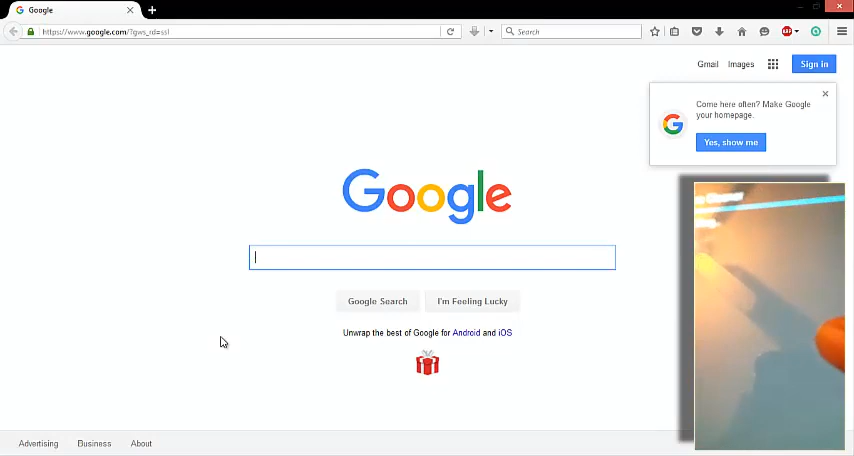 Google
https://www.google.com/?gws_rd=ssl
Search
ABP
Gmail Images Sign in
Come here often? Make Google
your homepage.
Yes, show me
Google
Google Search I'm Feeling Lucky
Unwrap the best of Google for Android and iOS
Advertising Business About